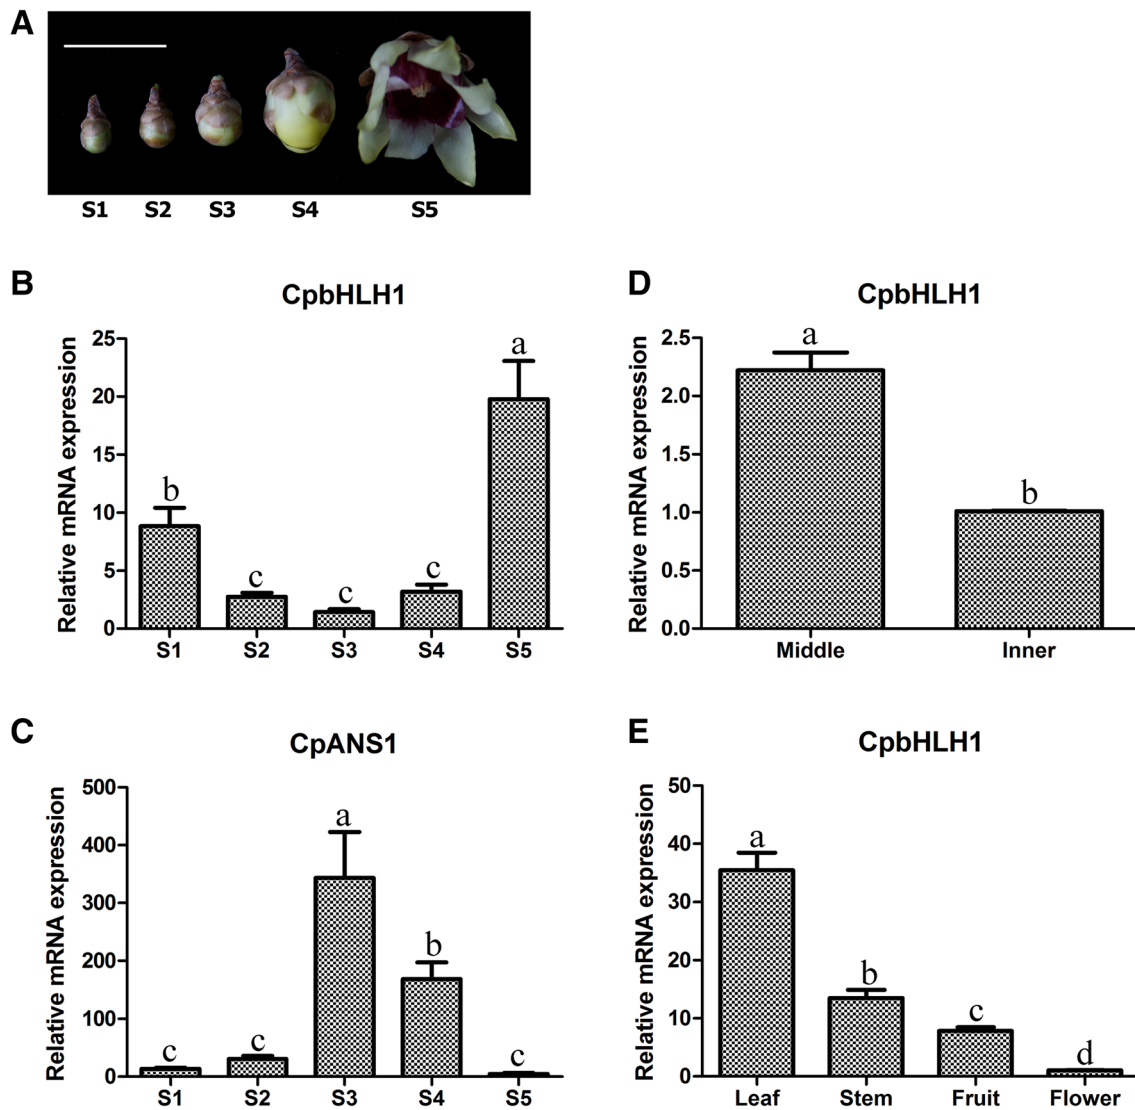 A
S1 S2 S3 S4 S5
B
CpbHLH1
Relative mRNA expression
25
20
15
10
5
0
b
c
c
c
a
S1 S2 S3 S4 S5
D
CpbHLH1
Relative mRNA expression
2.5
2.0
1.5
1.0
0.5
0.0
a
b
Middle Inner
C
CpANS1
Relative mRNA expression
500
400
300
200
100
0
c
c
a
b
c
S1 S2 S3 S4 S5
E
CpbHLH1
Relative mRNA expression
50
40
30
20
10
0
a
b
c
d
Leaf Stem Fruit Flower